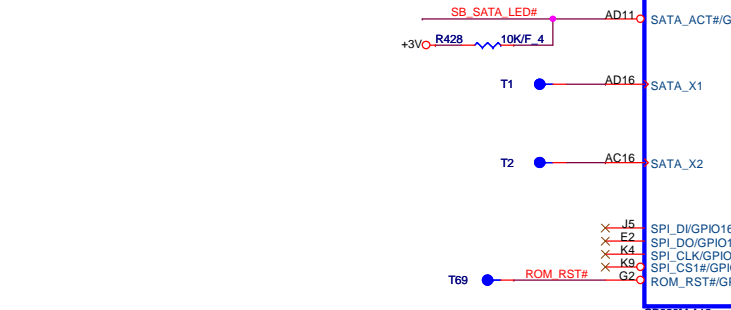 SB_SATA_LED#
AD11 SATA_ACT#/G
+3V R428 10K/F_4
T1 AD16 SATA_X1
T2 AC16 SATA_X2
J5 SPI_DI/GPIO16
E2 SPI_DO/GPIO1
K4 SPI_CLK/GPIO
K9 SPI_CS1#/GPI
T69 ROM_RST# G2 ROM_RST#/GP